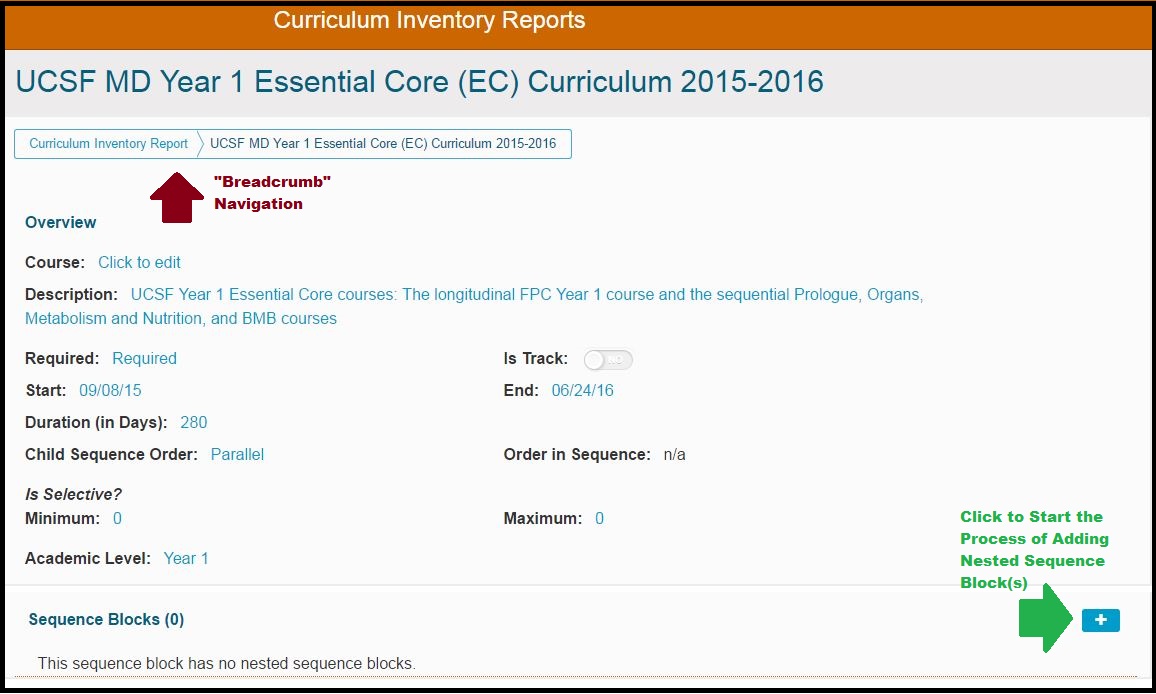 Curriculum Inventory Reports
UCSF MD Year 1 Essential Core (EC) Curriculum 2015-2016
Curriculum Inventory Report UCSF MD Year 1 Essential Core (EC) Curriculum 2015-2016
"Breadcrumb"
Navigation
Overview
Course: Click to edit
Description: UCSF Year 1 Essential Core courses: The longitudinal FPC Year 1 course and the sequential Prologue, Organs,
Metabolism and Nutrition, and BMB courses
Required: Required Is Track: NO
Start: 09/08/15 End: 06/24/16
Duration (in Days): 280
Child Sequence Order: Parallel Order in Sequence: n/a
Is Selective?
Minimum: 0 Maximum: 0
Academic Level: Year 1
Click to Start the
Process of Adding
Nested Sequence
Block(s)
Sequence Blocks (0)
+
This sequence block has no nested sequence blocks.